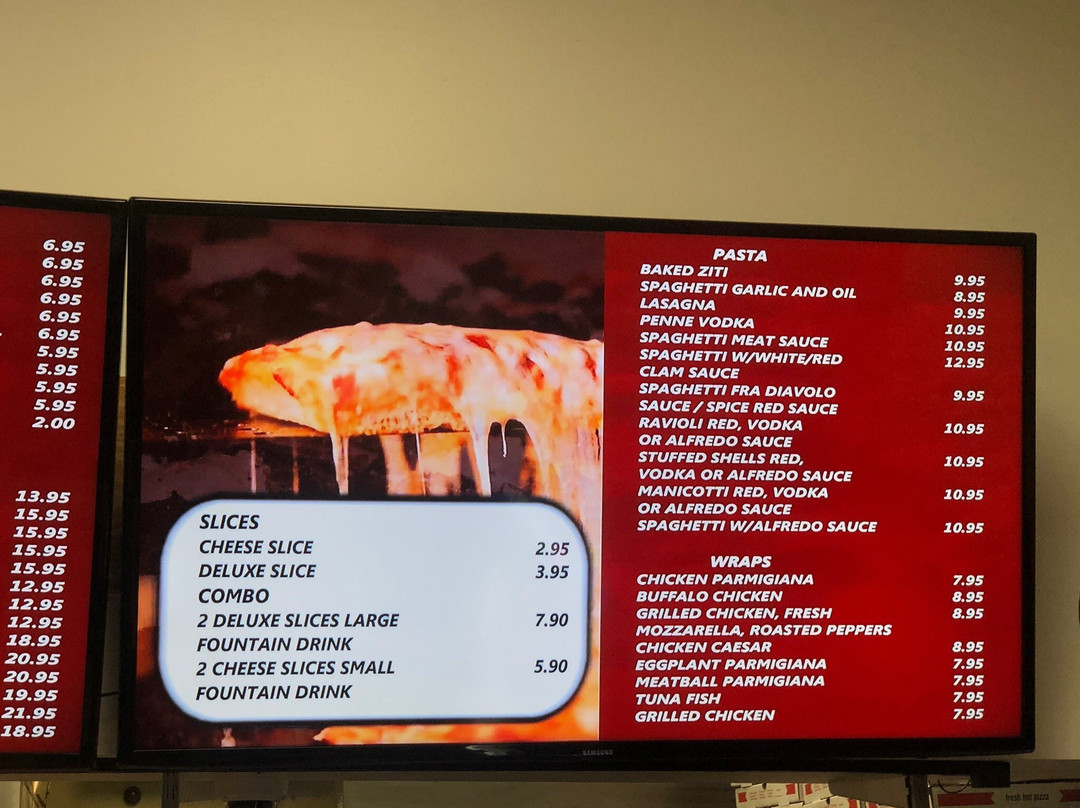 6.95
6.95
6.95
6.95
6.95
6.95
5.95
5.95
5.95
5.95
2.00
13.95
15.95
15.95
15.95
15.95
12.95
12.95
12.95
18.95
20.95
20.95
19.95
21.95
18.95
SLICES
CHEESE SLICE 2.95
DELUXE SLICE 3.95
COMBO
2 DELUXE SLICES LARGE 7.90
FOUNTAIN DRINK
2 CHEESE SLICES SMALL 5.90
FOUNTAIN DRINK
PASTA
BAKED ZITI 9.95
SPAGHETTI GARLIC AND OIL 8.95
LASAGNA 9.95
PENNE VODKA 10.95
SPAGHETTI MEAT SAUCE 10.95
SPAGHETTI W/WHITE/RED 12.95
CLAM SAUCE
SPAGHETTI FRA DIAVOLO 9.95
SAUCE / SPICE RED SAUCE
RAVIOLI RED, VODKA 10.95
OR ALFREDO SAUCE
STUFFED SHELLS RED, 10.95
VODKA OR ALFREDO SAUCE
MANICOTTI RED, VODKA 10.95
OR ALFREDO SAUCE
SPAGHETTI W/ALFREDO SAUCE 10.95
WRAPS
CHICKEN PARMIGIANA 7.95
BUFFALO CHICKEN 8.95
GRILLED CHICKEN, FRESH 8.95
MOZZARELLA, ROASTED PEPPERS
CHICKEN CAESAR 8.95
EGGPLANT PARMIGIANA 7.95
MEATBALL PARMIGIANA 7.95
TUNA FISH 7.95
GRILLED CHICKEN 7.95
SAMSUNG
fresh hot pizza